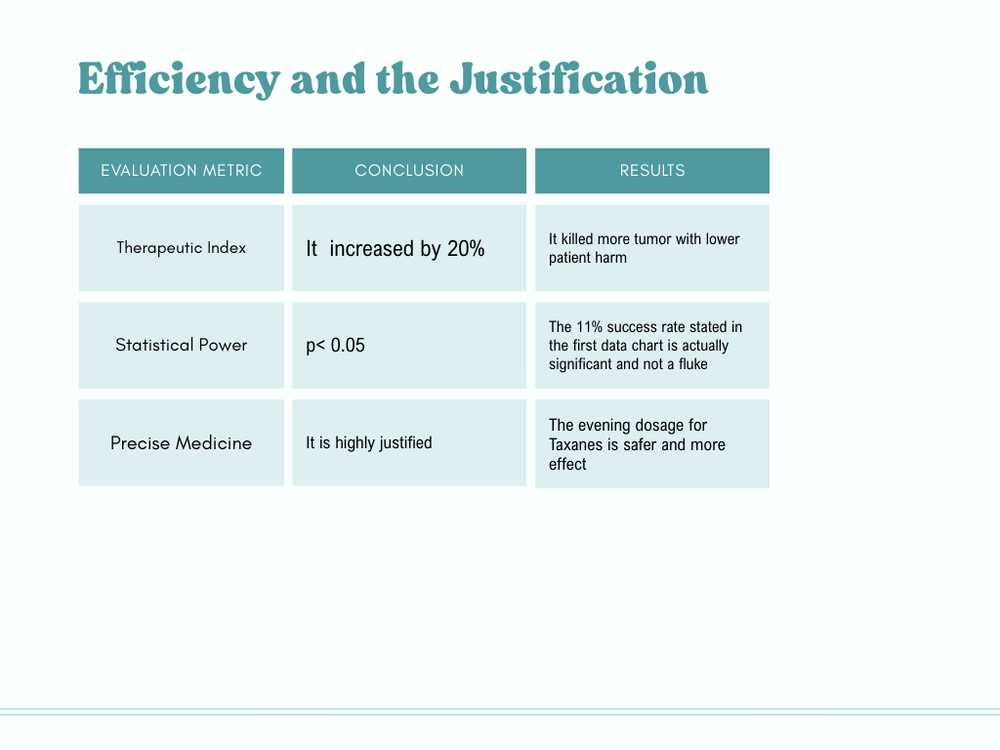 Efficiency and the Justification
EVALUATION METRIC
CONCLUSION
RESULTS
Therapeutic Index
It  increased by 20%
It killed more tumor with lower
patient harm
Statistical Power
p< 0.05
The 11% success rate stated in
the first data chart is actually
significant and not a fluke
Precise Medicine
It is highly justified
The evening dosage for
Taxanes is safer and more
effect